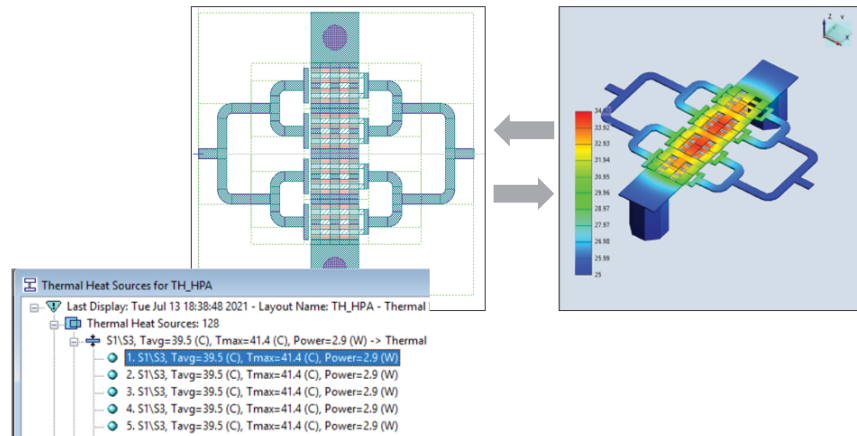 Z Y
X
34.92
33.92
32.94
31.94
30.95
29.96
28.97
27.97
26.98
25.99
25
Thermal Heat Sources for TH_HPA
Last Display: Tue Jul 13 18:38:48 2021 - Layout Name: TH_HPA - Thermal
Thermal Heat Sources: 128
S1\S3, Tavg=39.5 (C), Tmax=41.4 (C), Power=2.9 (W) -> Thermal
1. S1\S3, Tavg=39.5 (C), Tmax=41.4 (C), Power=2.9 (W)
2. S1\S3, Tavg=39.5 (C), Tmax=41.4 (C), Power=2.9 (W)
3. S1\S3, Tavg=39.5 (C), Tmax=41.4 (C), Power=2.9 (W)
4. S1\S3, Tavg=39.5 (C), Tmax=41.4 (C), Power=2.9 (W)
5. S1\S3, Tavg=39.5 (C), Tmax=41.4 (C), Power=2.9 (W)